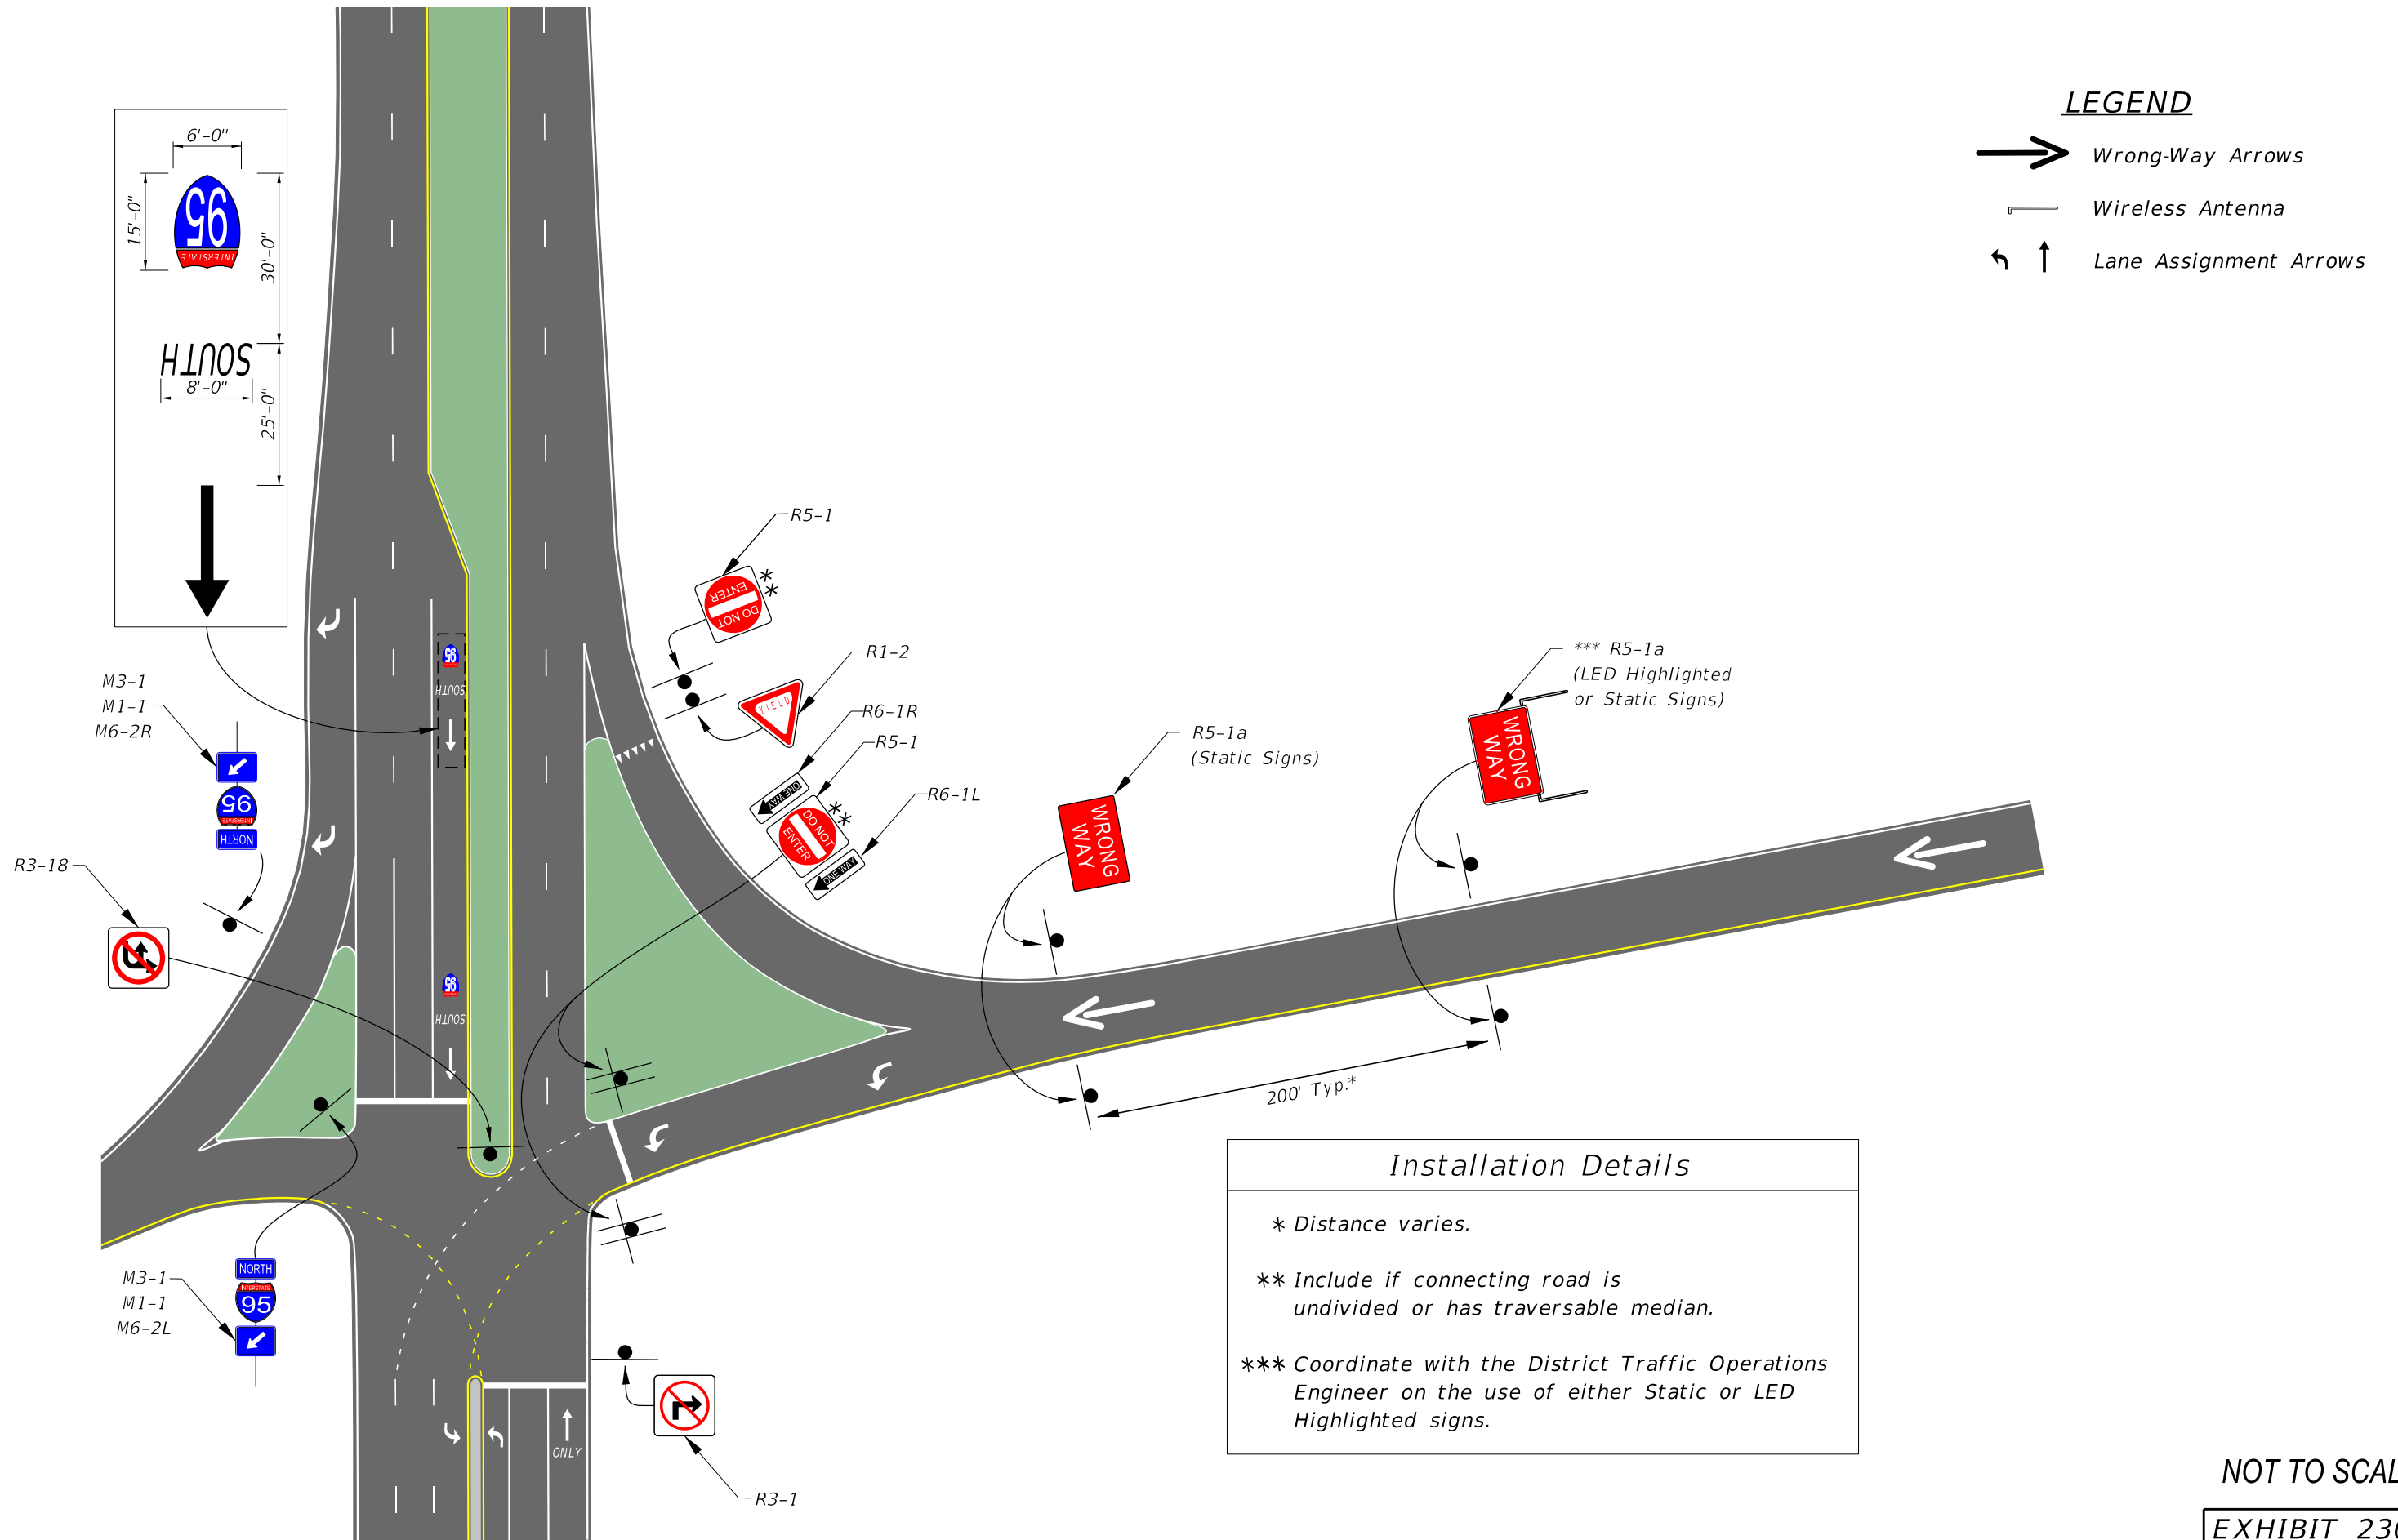 LEGEND
Wrong-Way Arrows
Wireless Antenna
Lane Assignment Arrows
6'-0"
15'-0"
30'-0"
95
INTERSTATE
SOUTH
8'-0"
25'-0"
R5-1
DO NOT
ENTER
**
R1-2
YIELD
R6-1R
ONE WAY
R5-1
DO NOT
ENTER
**
R6-1L
ONE WAY
*** R5-1a
(LED Highlighted
or Static Signs)
WRONG
WAY
R5-1a
(Static Signs)
WRONG
WAY
M3-1
M1-1
M6-2R
95
INTERSTATE
NORTH
95
SOUTH
R3-18
95
SOUTH
200' Typ.*
M3-1
M1-1
M6-2L
NORTH
INTERSTATE
95
ONLY
R3-1
Installation Details
* Distance varies.
** Include if connecting road is
undivided or has traversable median.
*** Coordinate with the District Traffic Operations
Engineer on the use of either Static or LED
Highlighted signs.
NOT TO SCAL
EXHIBIT 230